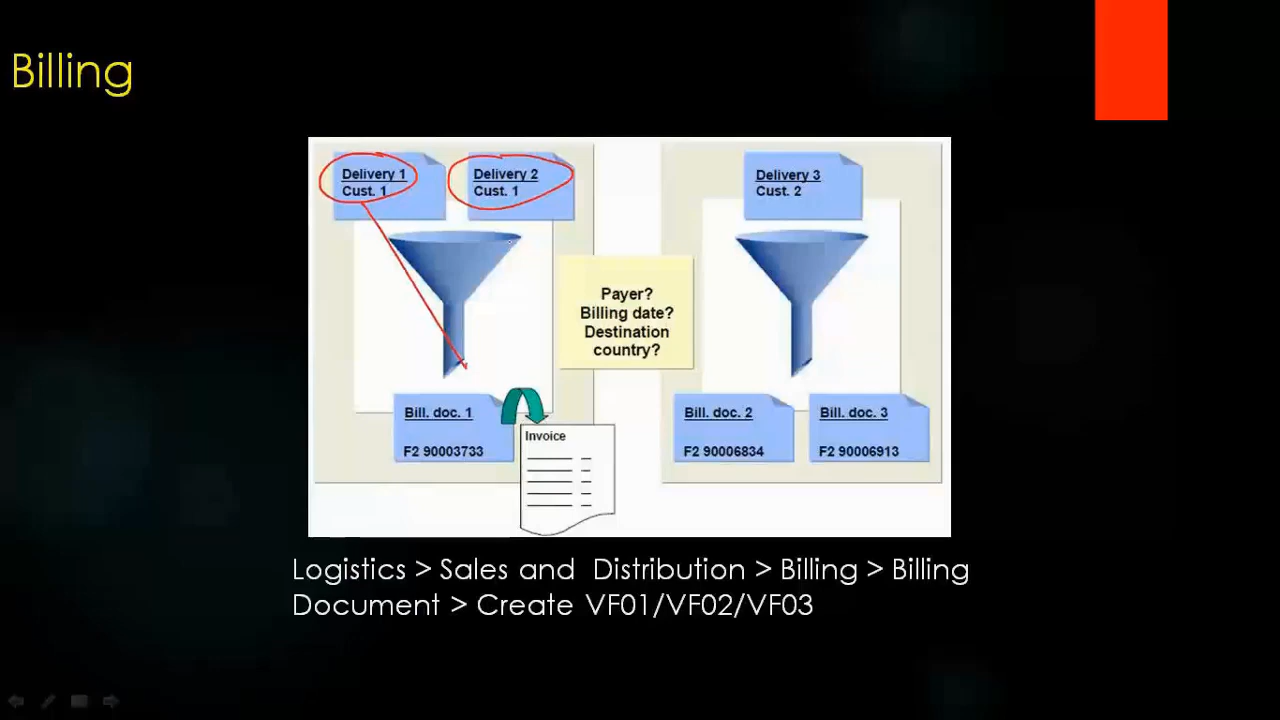 Billing
Delivery 1
Cust. 1
Delivery 2
Cust. 1
Delivery 3
Cust. 2
Payer?
Billing date?
Destination
country?
Bill. doc. 1
F2 90003733
Invoice
Bill. doc. 2
F2 90006834
Bill. doc. 3
F2 90006913
Logistics > Sales and Distribution > Billing > Billing
Document > Create VF01/VF02/VF03